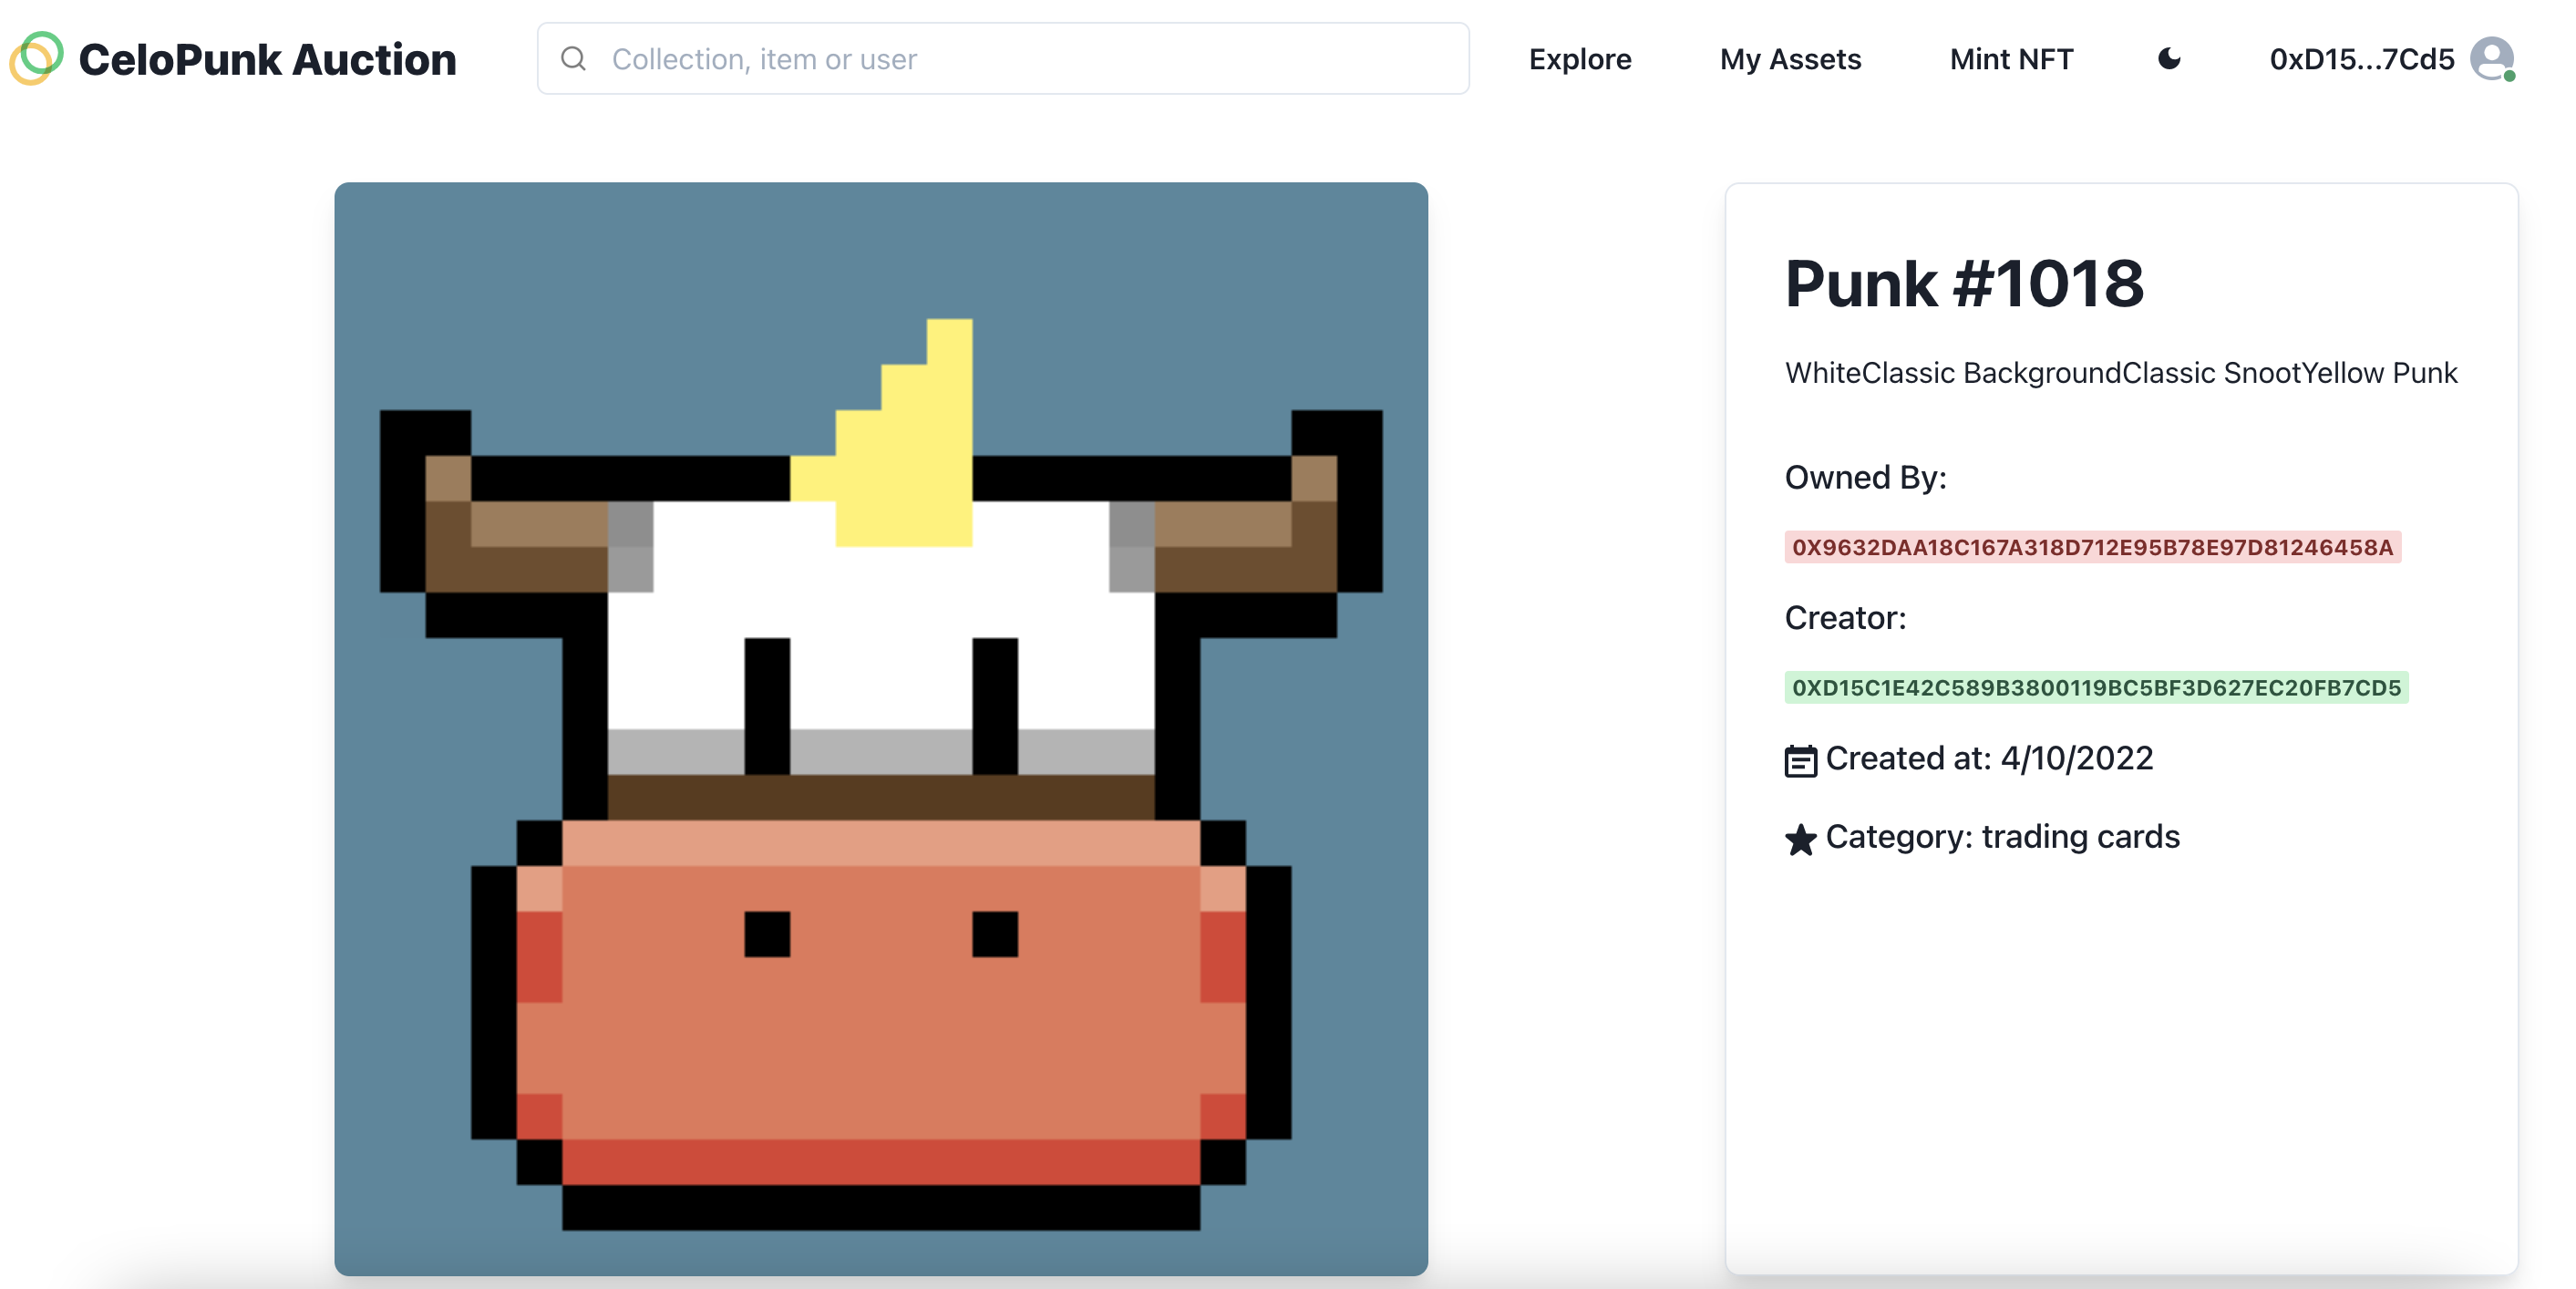 CeloPunk Auction
Collection, item or user
Explore
My Assets
Mint NFT
0xD15...7Cd5
Punk #1018
WhiteClassic BackgroundClassic SnootYellow Punk
Owned By:
0X9632DAA18C167A318D712E95B78E97D81246458A
Creator:
0XD15C1E42C589B3800119BC5BF3D627EC20FB7CD5
Created at: 4/10/2022
Category: trading cards